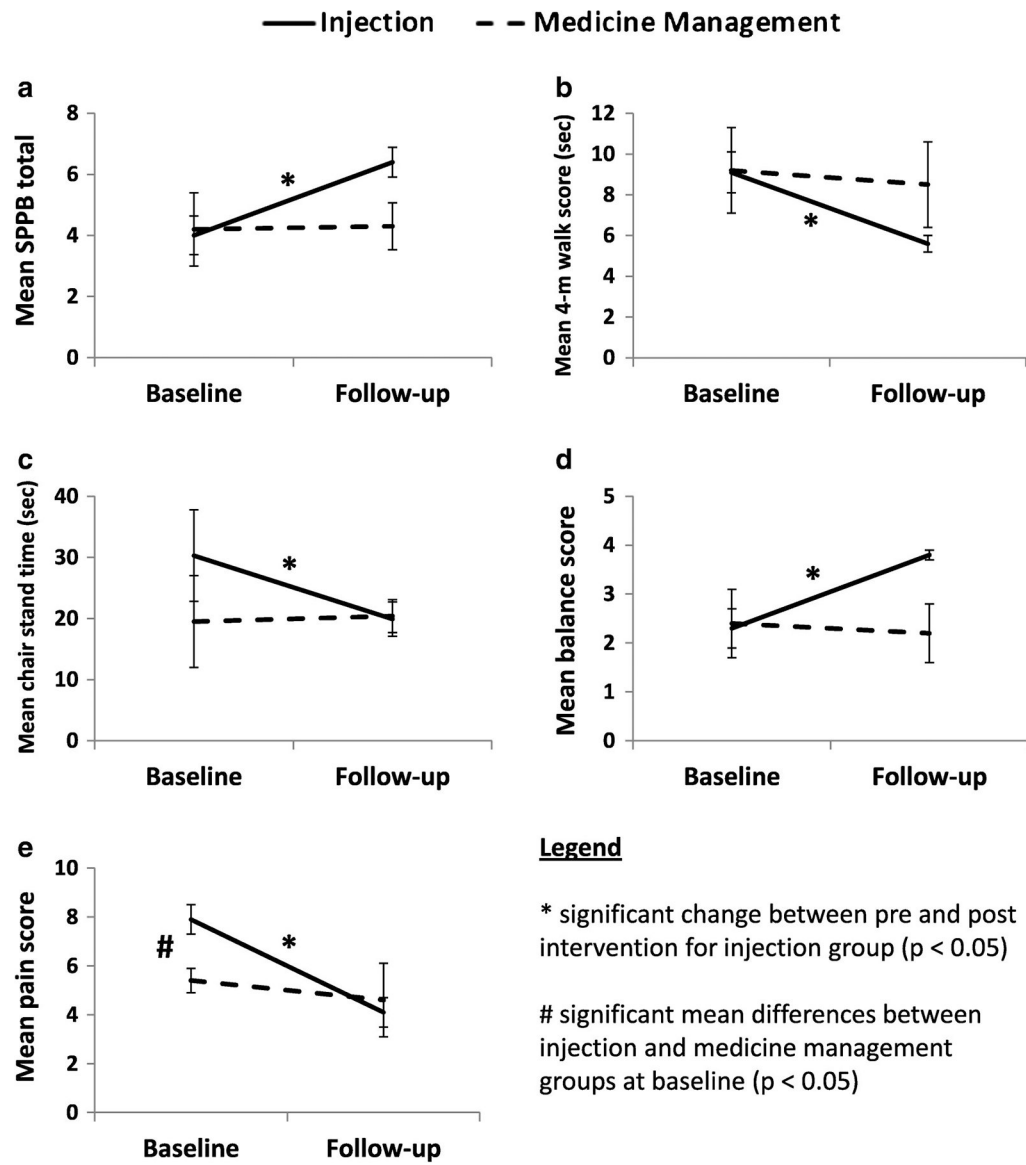 Injection Medicine Management
a
Mean SPPB total
8
6
4
2
0
*
Baseline Follow-up
b
Mean 4-m walk score (sec)
12
10
8
6
4
2
0
*
Baseline Follow-up
c
Mean chair stand time (sec)
40
30
20
10
0
*
Baseline Follow-up
d
Mean balance score
5
4
3
2
1
0
*
Baseline Follow-up
e
Mean pain score
10
8
6
4
2
0
#
*
Baseline Follow-up
Legend
* significant change between pre and post
intervention for injection group (p < 0.05)
# significant mean differences between
injection and medicine management
groups at baseline (p < 0.05)